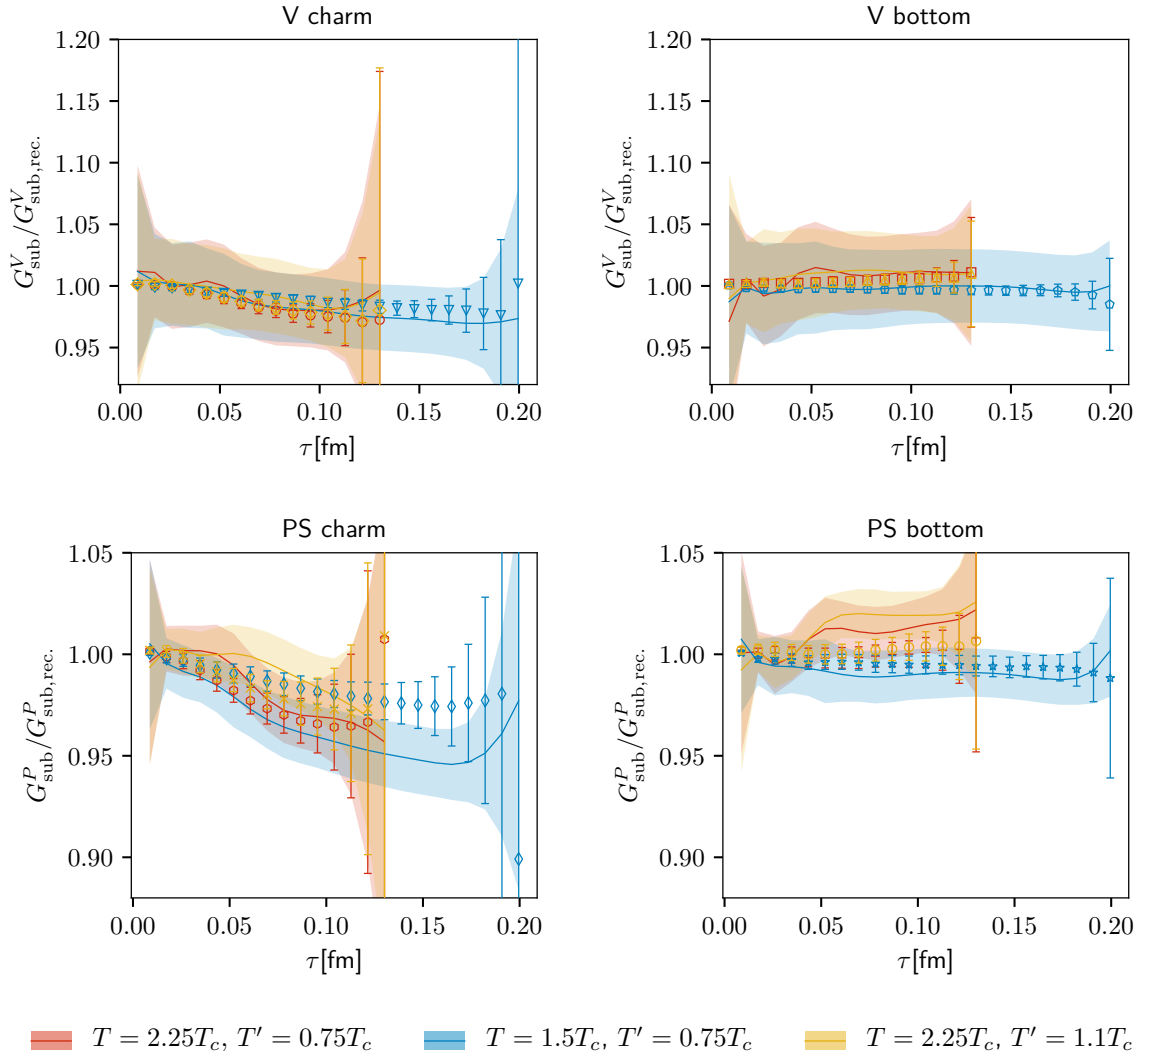 V charm
V bottom
1.20
1.15
1.10
1.05
1.00
0.95
G^V_sub/G^V_sub,rec.
0.00 0.05 0.10 0.15 0.20
τ[fm]
1.20
1.15
1.10
1.05
1.00
0.95
G^V_sub/G^V_sub,rec.
0.00 0.05 0.10 0.15 0.20
τ[fm]
PS charm
PS bottom
1.05
1.00
0.95
0.90
G^P_sub/G^P_sub,rec.
0.00 0.05 0.10 0.15 0.20
τ[fm]
1.05
1.00
0.95
0.90
G^P_sub/G^P_sub,rec.
0.00 0.05 0.10 0.15 0.20
τ[fm]
T = 2.25T_c, T′ = 0.75T_c
T = 1.5T_c, T′ = 0.75T_c
T = 2.25T_c, T′ = 1.1T_c